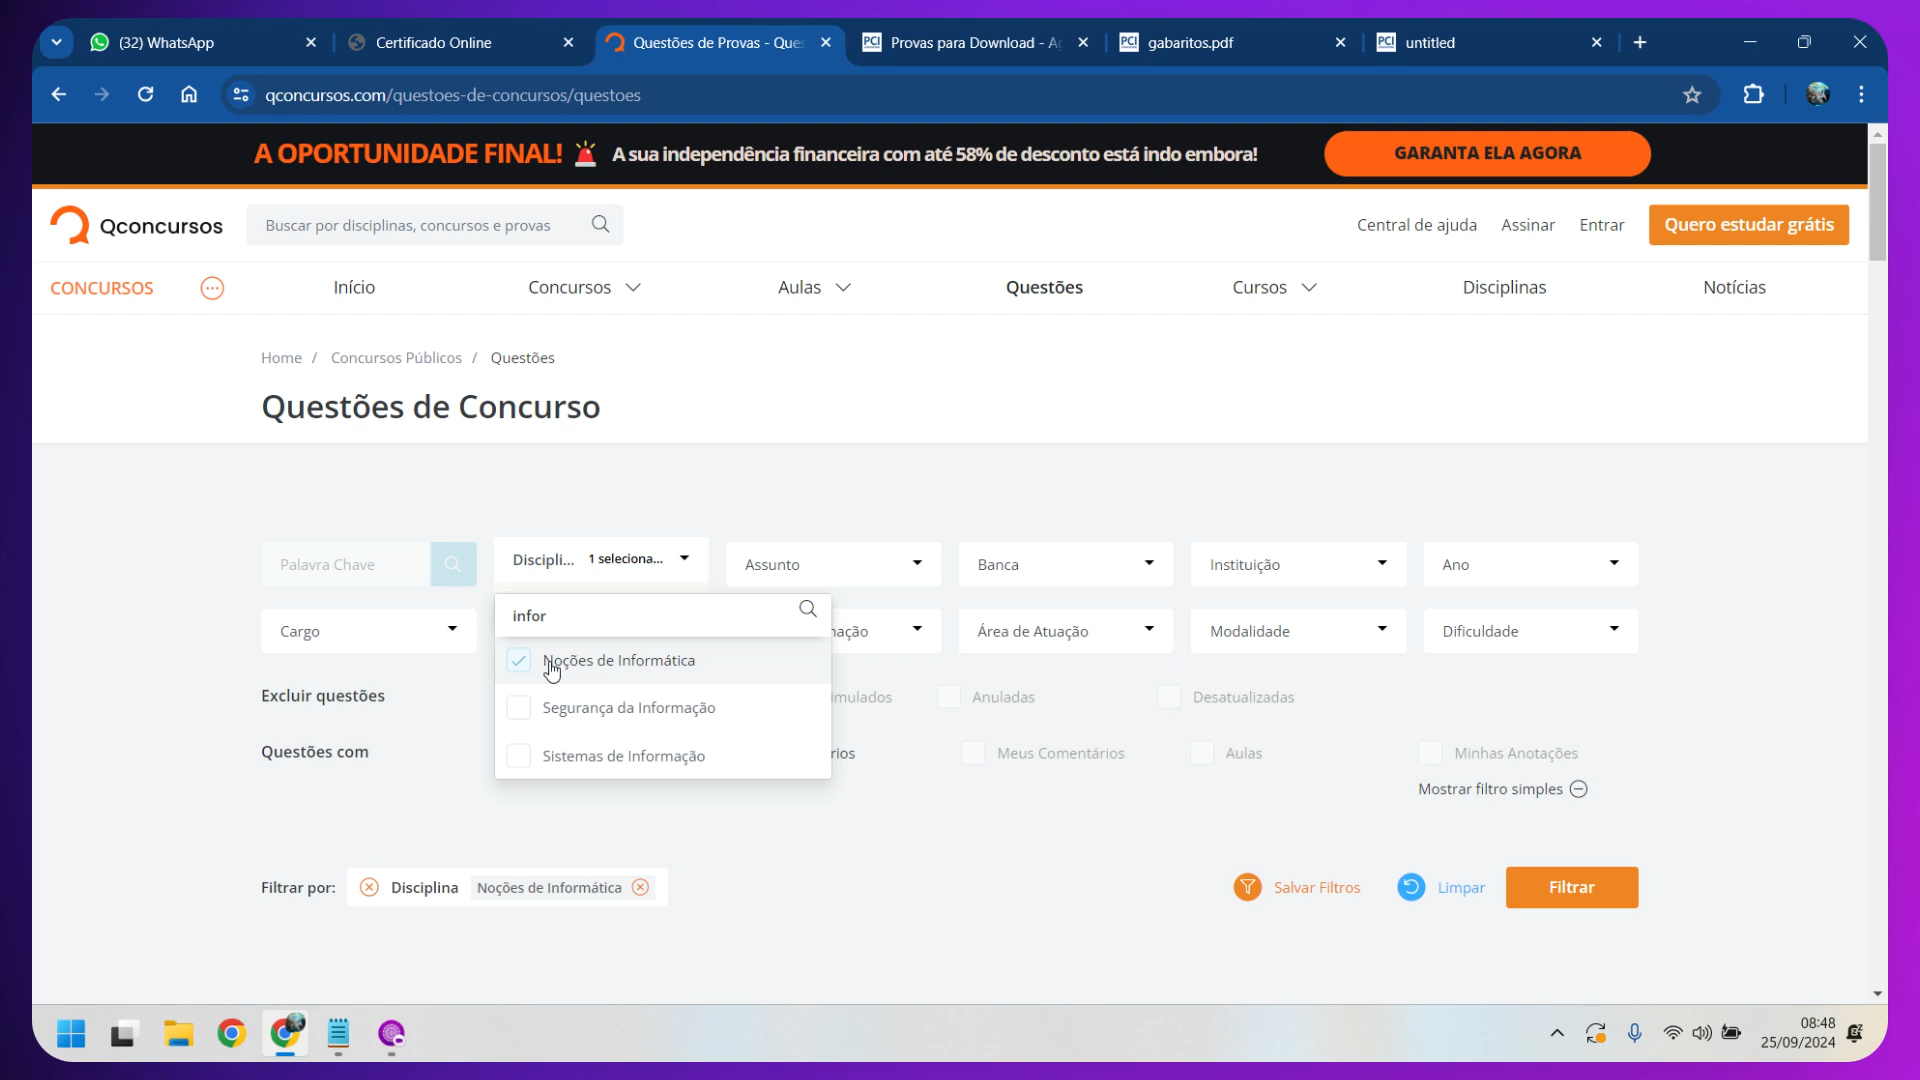 (32) WhatsApp
Certificado Online
Questões de Provas - Ques
PCI Provas para Download - A
PCI gabaritos.pdf
PCI untitled
qconcursos.com/questoes-de-concursos/questoes
A OPORTUNIDADE FINAL! A sua independência financeira com até 58% de desconto está indo embora! GARANTA ELA AGORA
Qconcursos
Buscar por disciplinas, concursos e provas
Central de ajuda Assinar Entrar Quero estudar grátis
CONCURSOS Início Concursos Aulas Questões Cursos Disciplinas Notícias
Home / Concursos Públicos / Questões
Questões de Concurso
Palavra Chave Discipli... 1 seleciona... Assunto Banca Instituição Ano
infor
Cargo mação Área de Atuação Modalidade Dificuldade
Noções de Informática
Excluir questões imulados Anuladas Desatualizadas
Segurança da Informação
Questões com rios Meus Comentários Aulas Minhas Anotações
Sistemas de Informação
Mostrar filtro simples
Filtrar por: Disciplina Noções de Informática Salvar Filtros Limpar Filtrar
08:48
25/09/2024